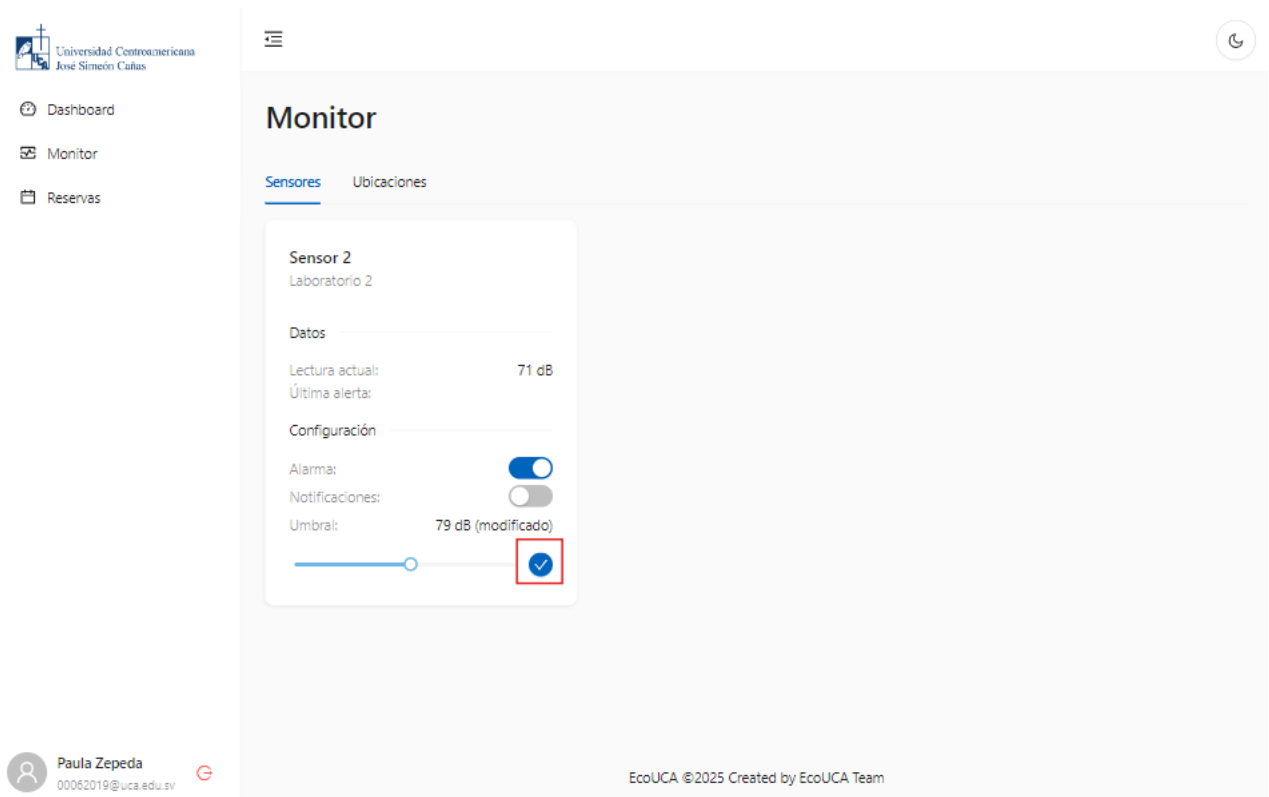 Universidad Centroamericana
José Simeón Cañas
Dashboard
Monitor
Reservas
Monitor
Sensores Ubicaciones
Sensor 2
Laboratorio 2
Datos
Lectura actual: 71 dB
Última alerta:
Configuración
Alarma:
Notificaciones:
Umbral: 79 dB (modificado)
Paula Zepeda
00062019@uca.edu.sv
EcoUCA ©2025 Created by EcoUCA Team